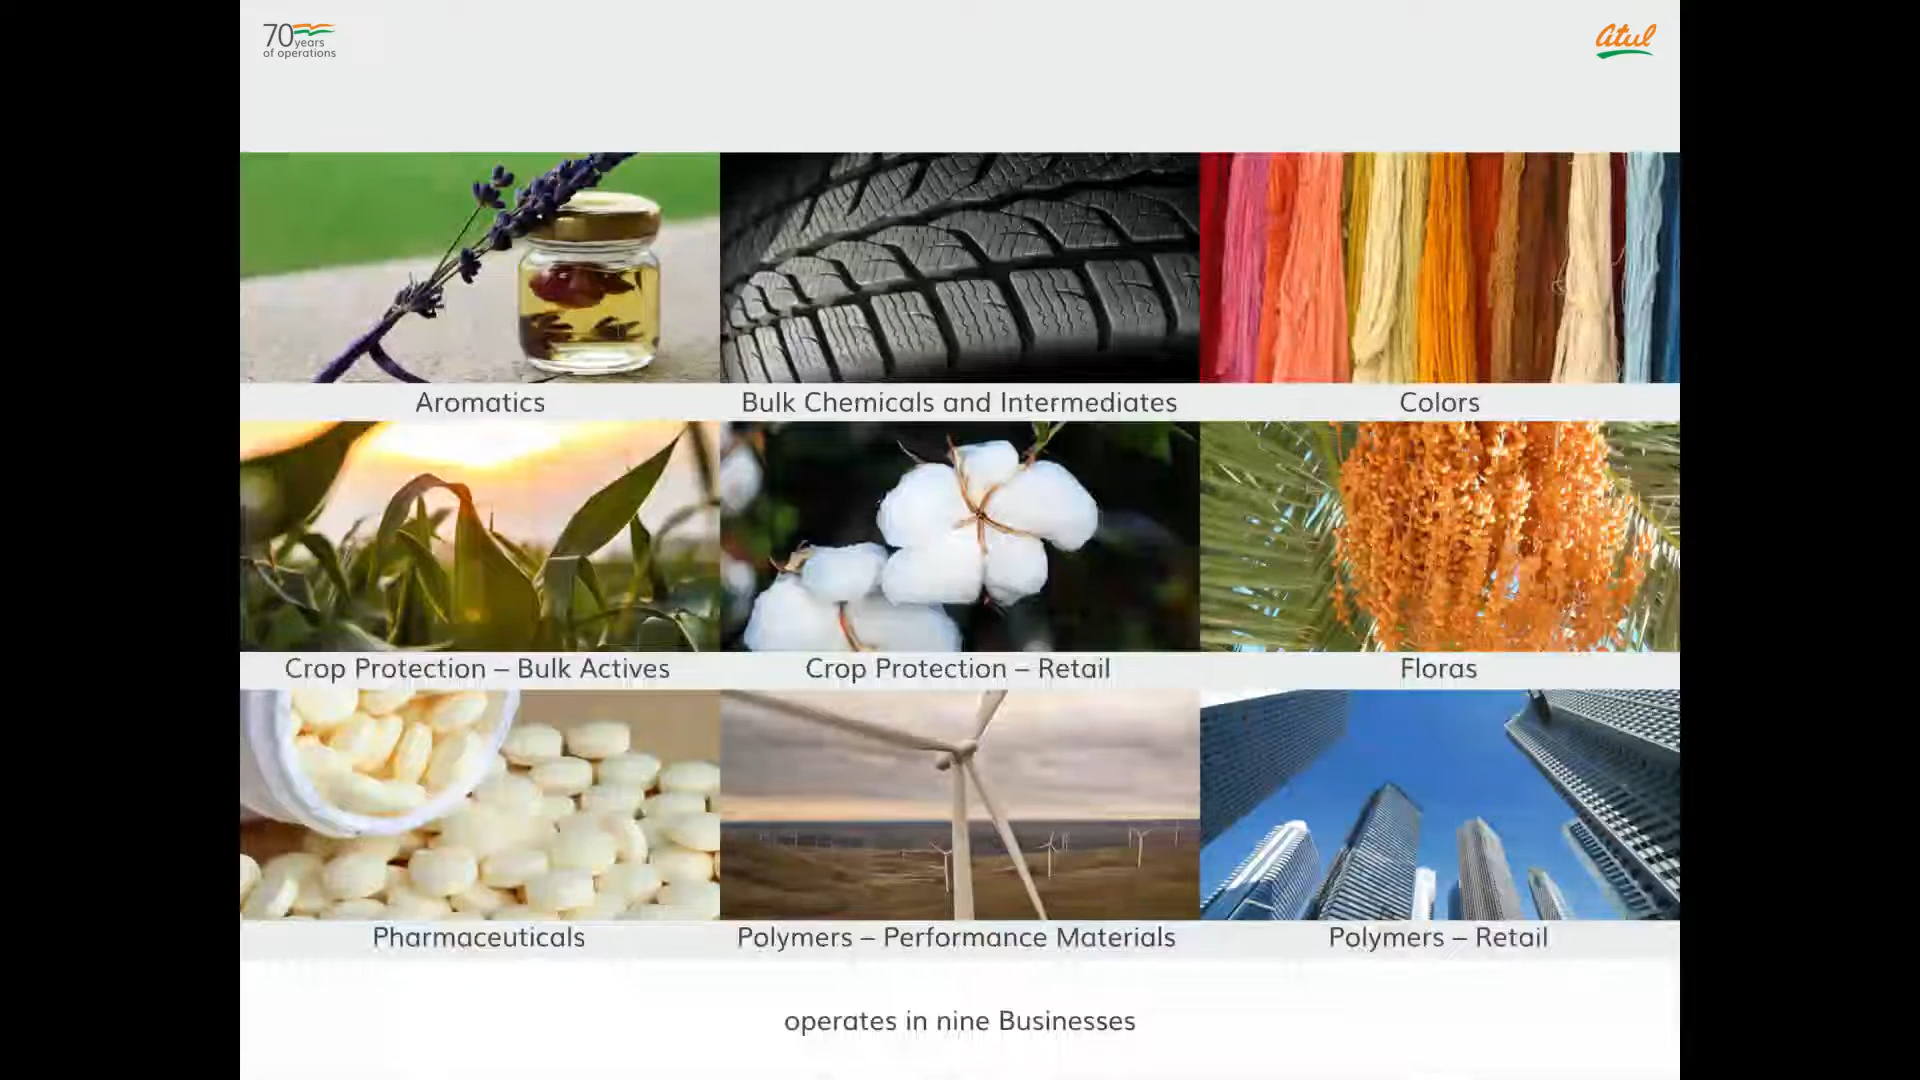 70 years
of operations
atul
Aromatics
Bulk Chemicals and Intermediates
Colors
Crop Protection – Bulk Actives
Crop Protection – Retail
Floras
Pharmaceuticals
Polymers – Performance Materials
Polymers – Retail
operates in nine Businesses